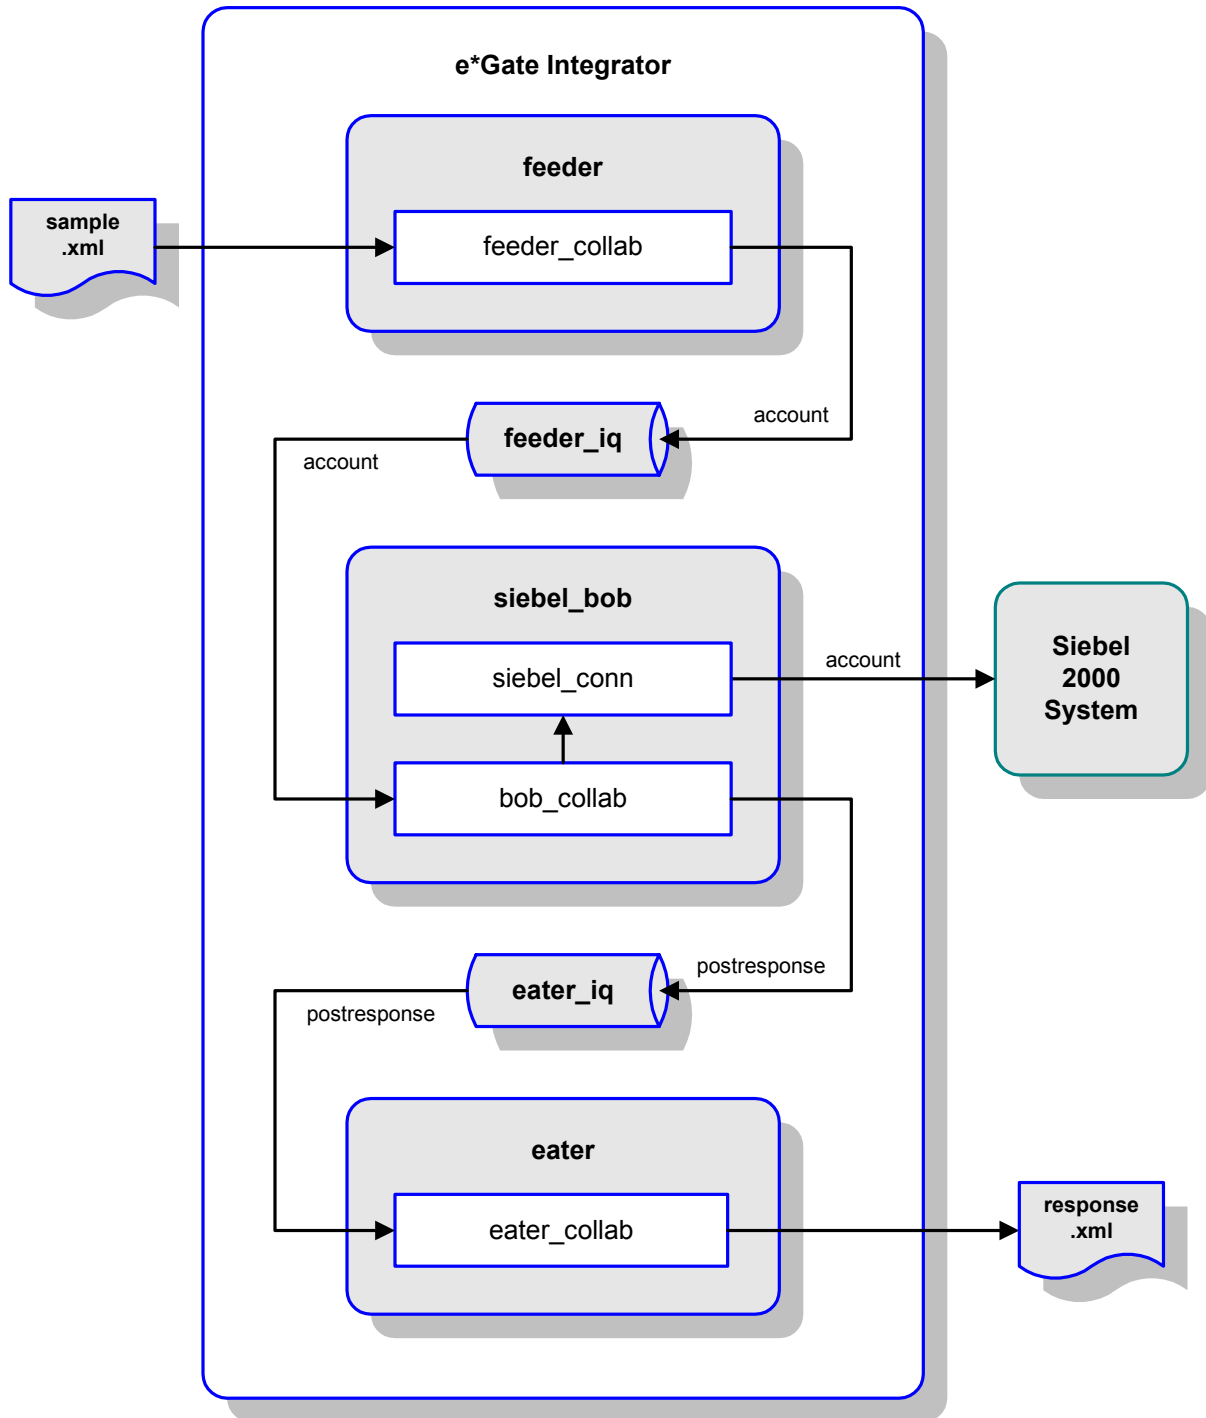 e*Gate Integrator
feeder
sample
.xml
feeder_collab
account
feeder_iq
account
siebel_bob
siebel_conn
account
Siebel
2000
System
bob_collab
postresponse
eater_iq
postresponse
eater
eater_collab
response
.xml